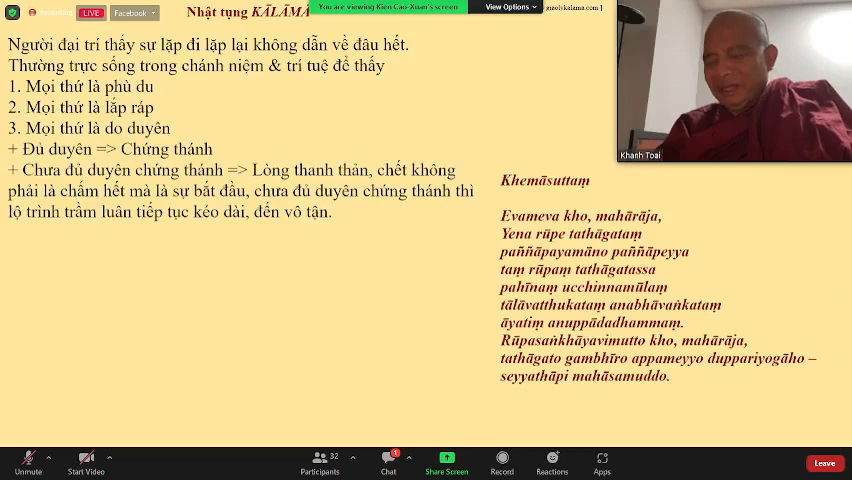 Nhật tụng KĀLĀMA
You are viewing Kien Cao-Xuan's screen
View Options
giaolykalama.com ]
LIVE
Facebook
Người đại trí thấy sự lặp đi lặp lại không dẫn về đâu hết.
Thường trực sống trong chánh niệm & trí tuệ để thấy
1. Mọi thứ là phù du
2. Mọi thứ là lắp ráp
3. Mọi thứ là do duyên
+ Đủ duyên => Chứng thánh
+ Chưa đủ duyên chứng thánh => Lòng thanh thản, chết không
phải là chấm hết mà là sự bắt đầu, chưa đủ duyên chứng thánh thì
lộ trình trầm luân tiếp tục kéo dài, đến vô tận.
Khanh Toai
Khemāsuttaṃ
Evameva kho, mahārāja,
Yena rūpe tathāgataṃ
paññāpayamāno paññāpeyya
taṃ rūpaṃ tathāgatassa
pahīnaṃ ucchinnamūlaṃ
tālāvatthukataṃ anabhāvaṅkataṃ
āyatiṃ anuppādadhammaṃ.
Rūpasaṅkhāyavimutto kho, mahārāja,
tathāgato gambhīro appameyyo duppariyogāho –
seyyathāpi mahāsamuddo.
Unmute
Start Video
32
Participants
1
Chat
Share Screen
Record
Reactions
Apps
Leave